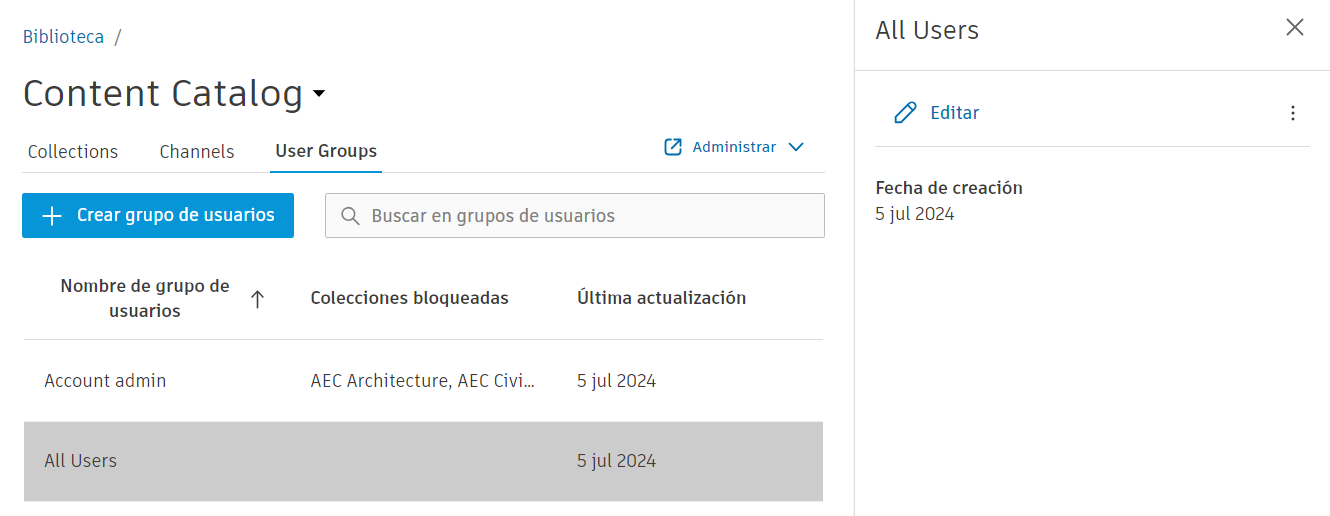 Biblioteca /
Content Catalog
Collections Channels User Groups Administrar
Crear grupo de usuarios Buscar en grupos de usuarios
Nombre de grupo de
usuarios
Colecciones bloqueadas Última actualización
Account admin AEC Architecture, AEC Civi... 5 jul 2024
All Users 5 jul 2024
All Users
Editar
Fecha de creación
5 jul 2024